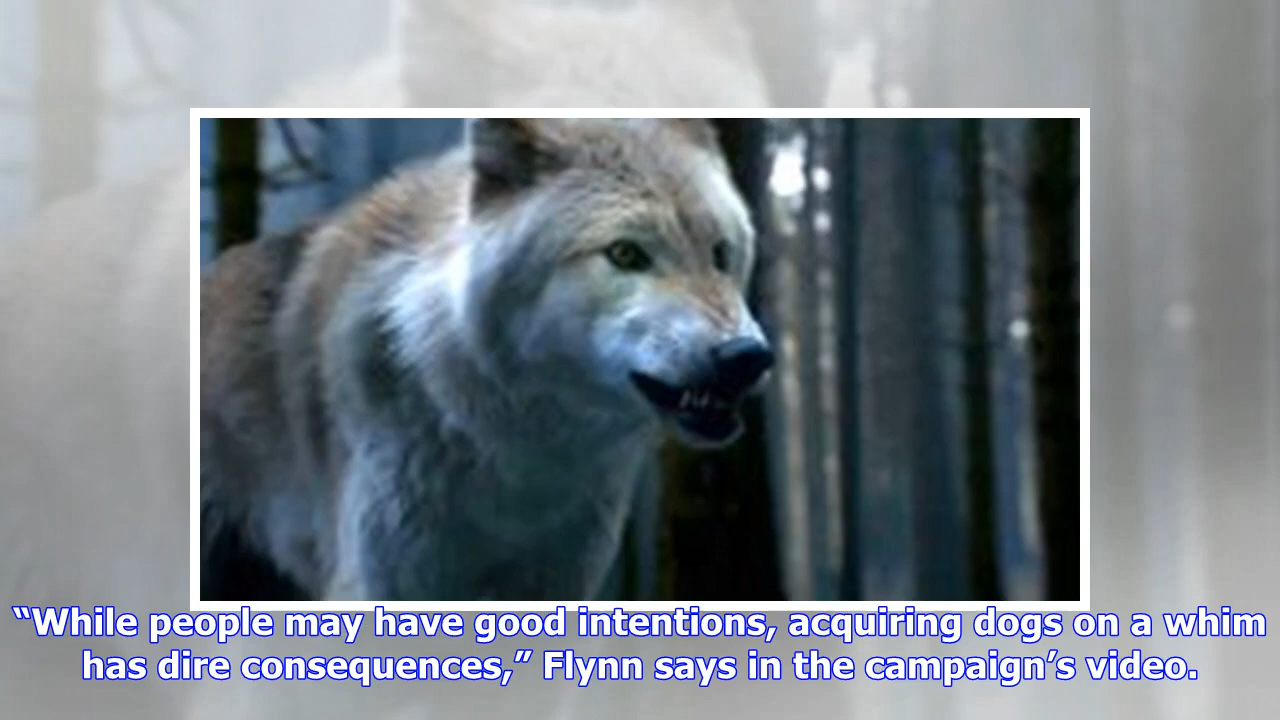 “While people may have good intentions, acquiring dogs on a whim
has dire consequences,” Flynn says in the campaign’s video.